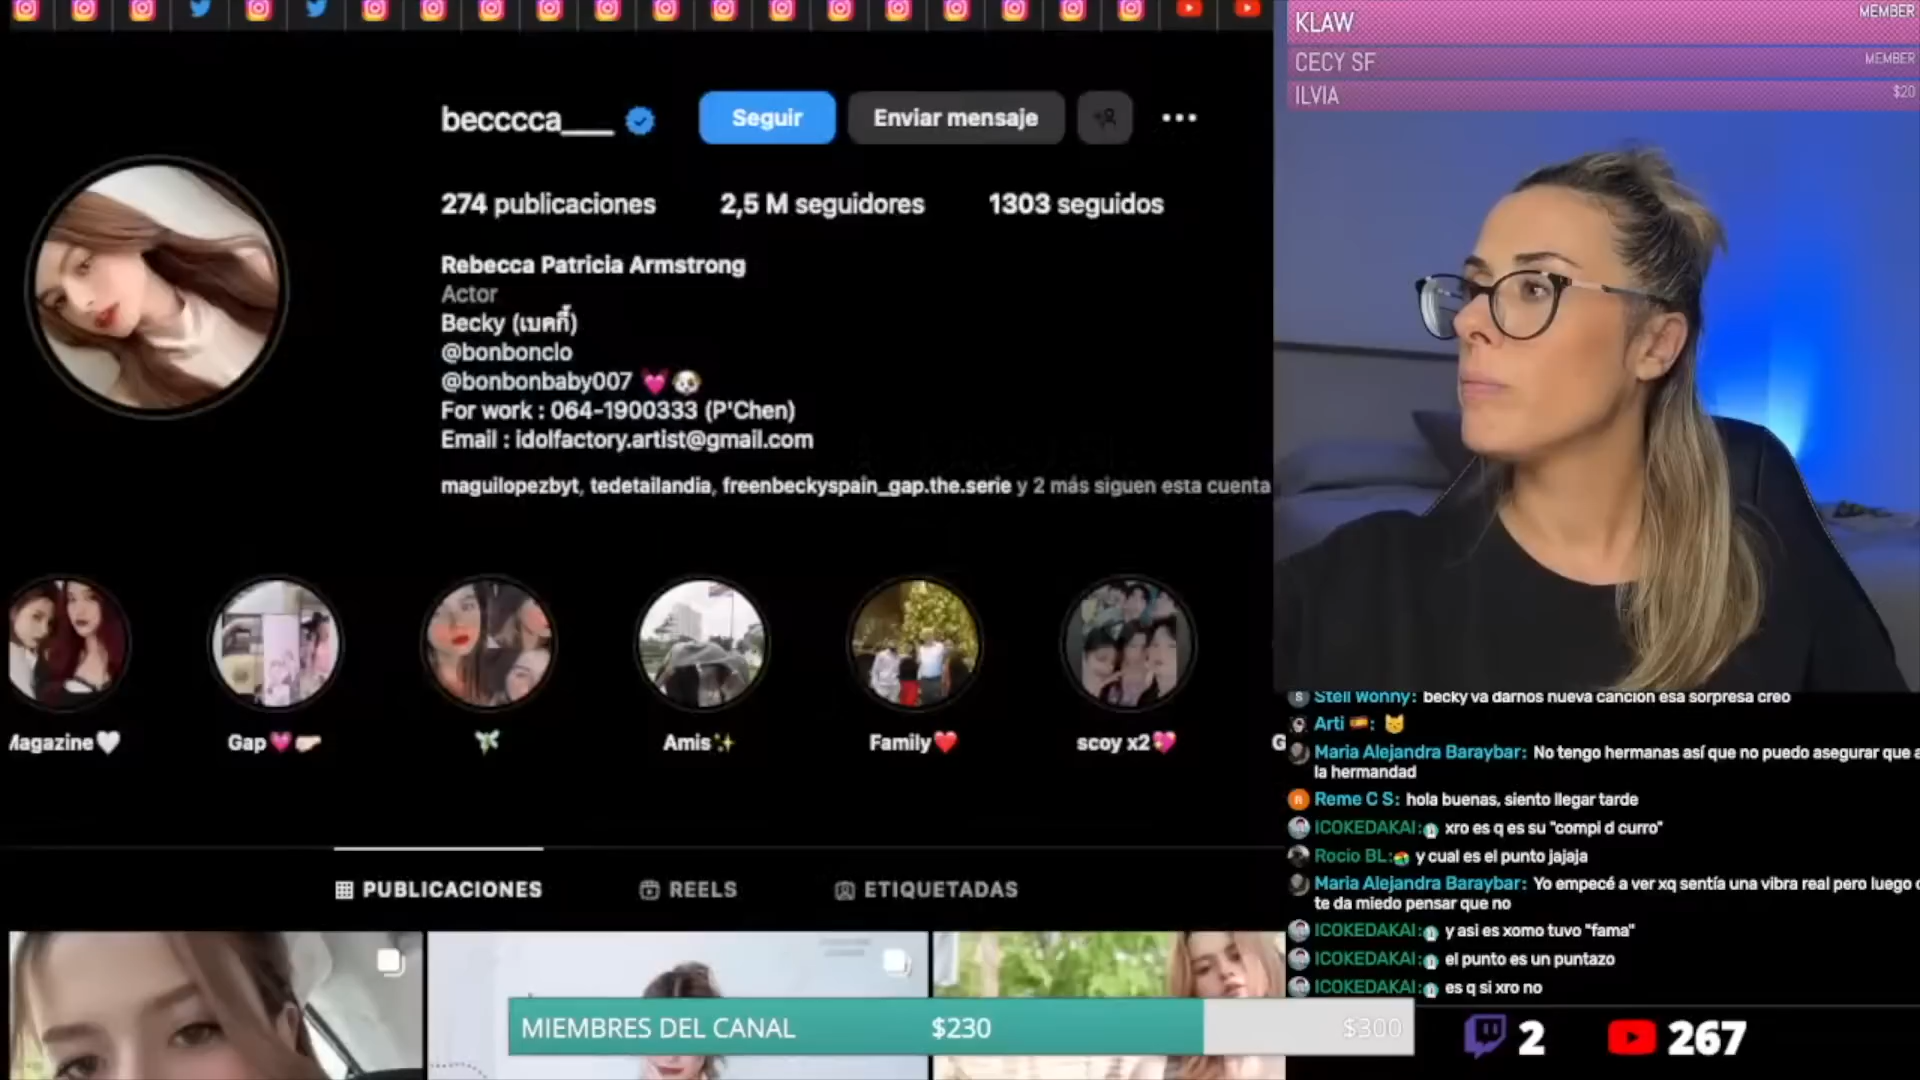 becccca___
Seguir
Enviar mensaje
274 publicaciones
2,5 M seguidores
1303 seguidos
Rebecca Patricia Armstrong
Actor
Becky (เบคกี้)
@bonbonclo
@bonbonbaby007 💓🐶
For work : 064-1900333 (P'Chen)
Email : idolfactory.artist@gmail.com
maguilopezbyt, tedetailandia, freenbeckyspain_gap.the.serie y 2 más siguen esta cuenta
Magazine🤍
Gap💗🤛🏻
Amis✨
Family❤️
scoy x2💖
G
PUBLICACIONES
REELS
ETIQUETADAS
MIEMBROS DEL CANAL
$230
$300
KLAW MEMBER
CECY SF MEMBER
ILVIA $20
Stell Wonny: becky va darnos nueva cancion esa sorpresa creo
Arti 🇪🇸: 😼
Maria Alejandra Baraybar: No tengo hermanas así que no puedo asegurar que a
la hermandad
Reme C S: hola buenas, siento llegar tarde
ICOKEDAKAI: xro es q es su "compi d curro"
Rocio BL: y cual es el punto jajaja
Maria Alejandra Baraybar: Yo empecé a ver xq sentía una vibra real pero luego
te da miedo pensar que no
ICOKEDAKAI: y asi es xomo tuvo "fama"
ICOKEDAKAI: el punto es un puntazo
ICOKEDAKAI: es q si xro no
2
267